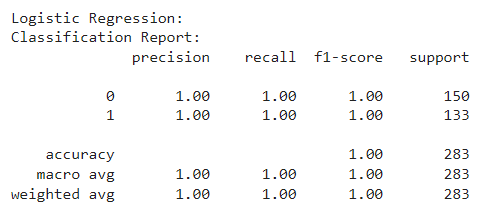 Logistic Regression:
Classification Report:
precision recall f1-score support
0 1.00 1.00 1.00 150
1 1.00 1.00 1.00 133
accuracy 1.00 283
macro avg 1.00 1.00 1.00 283
weighted avg 1.00 1.00 1.00 283